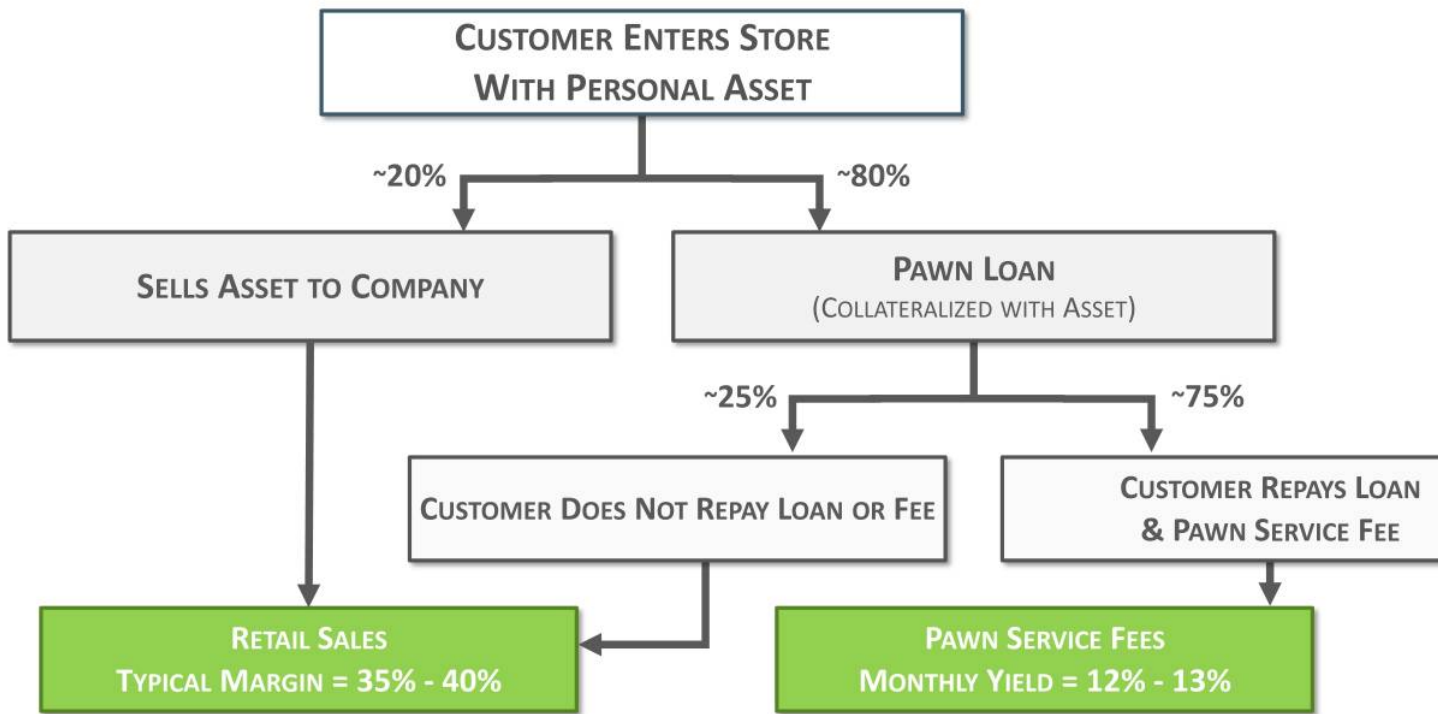 Customer Enters Store
With Personal Asset
~20%
~80%
Sells Asset to Company
Pawn Loan
(Collateralized with Asset)
~25%
~75%
Customer Does Not Repay Loan or Fee
Customer Repays Loan
& Pawn Service Fee
Retail Sales
Typical Margin = 35% - 40%
Pawn Service Fees
Monthly Yield = 12% - 13%